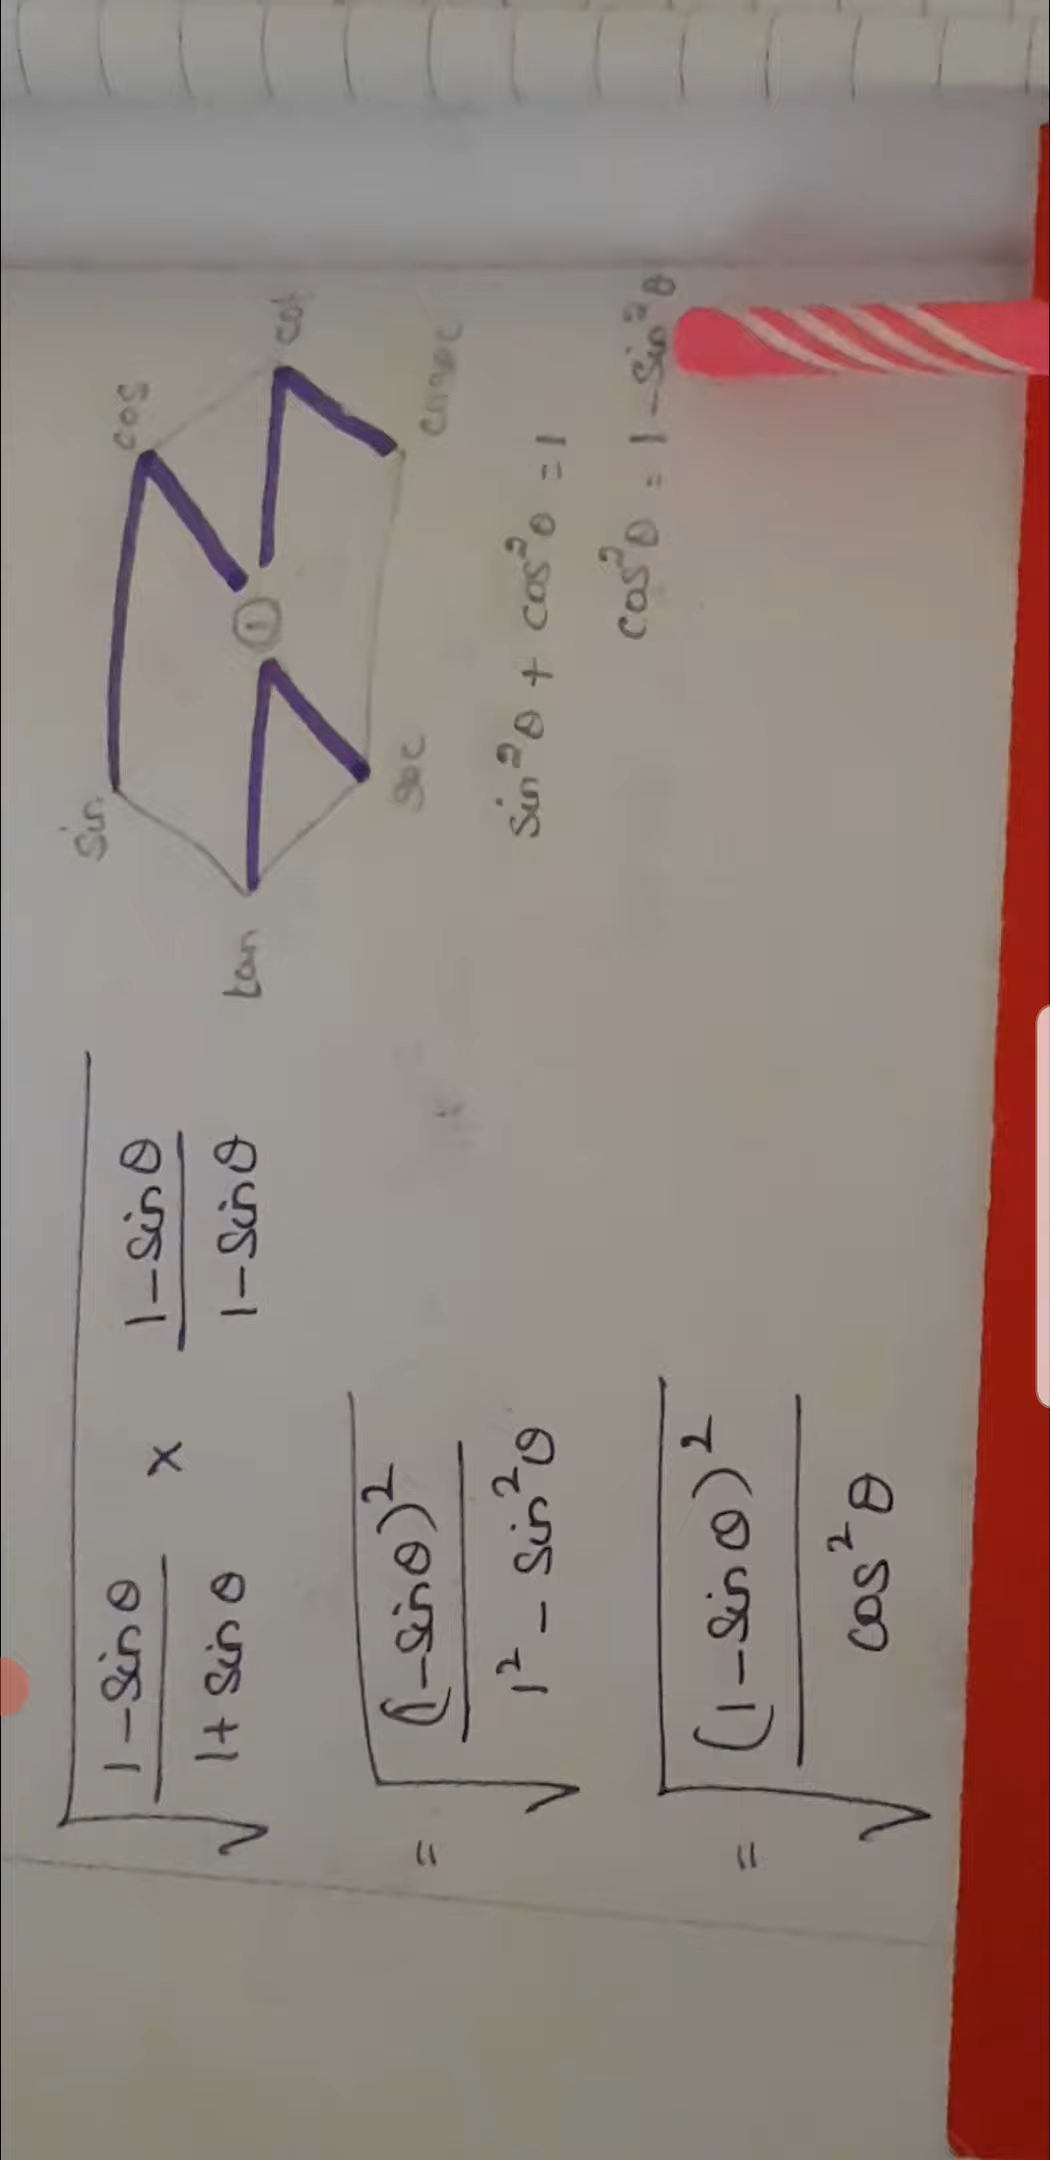 √((1-sinθ)/(1+sinθ) × (1-sinθ)/(1-sinθ))
= √((1-sinθ)²/(1²-sin²θ))
= √((1-sinθ)²/cos²θ)
sin
cos
tan
1
cot
sec
sin²θ + cos²θ = 1
cos²θ = 1-sin²θ